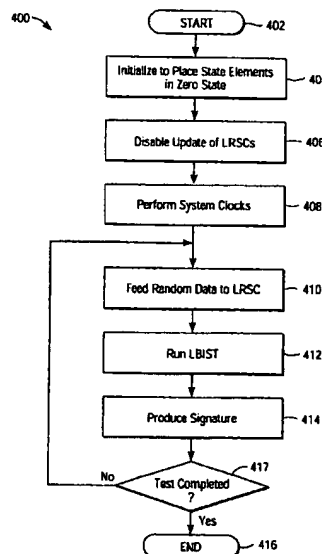 400
START
402
Initialize to Place State Elements
in Zero State
40
Disable Update of LRSCs
406
Perform System Clocks
408
Feed Random Data to LRSC
410
Run LBIST
412
Produce Signature
414
417
Test Completed
?
No
Yes
END
416